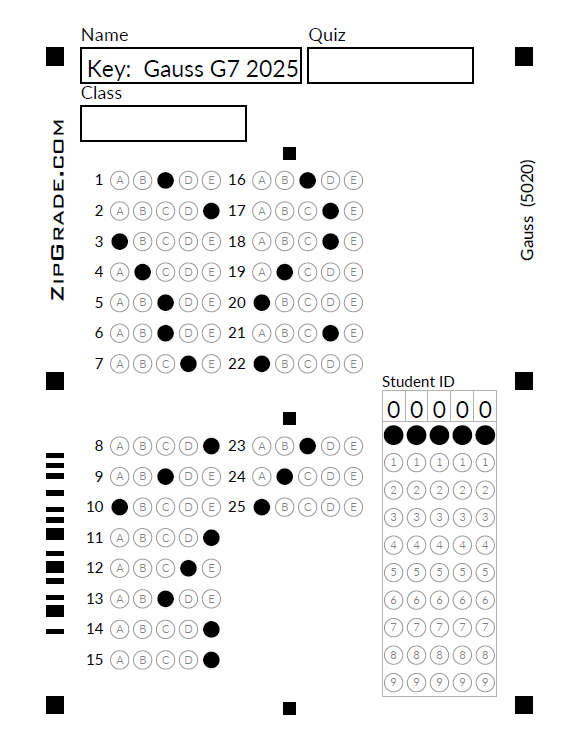 Name
Quiz
Key: Gauss G7 2025
Class
ZipGrade.com
Gauss (5020)
1 A B D E 16 A B D E
2 A B C D 17 A B C E
3 B C D E 18 A B C E
4 A C D E 19 A C D E
5 A B D E 20 B C D E
6 A B D E 21 A B C E
7 A B C E 22 B C D E
Student ID
0 0 0 0 0
8 A B C D 23 A B D E
9 A B D E 24 A C D E
10 B C D E 25 B C D E
11 A B C D
12 A B C E
13 A B D E
14 A B C D
15 A B C D
1 1 1 1 1
2 2 2 2 2
3 3 3 3 3
4 4 4 4 4
5 5 5 5 5
6 6 6 6 6
7 7 7 7 7
8 8 8 8 8
9 9 9 9 9